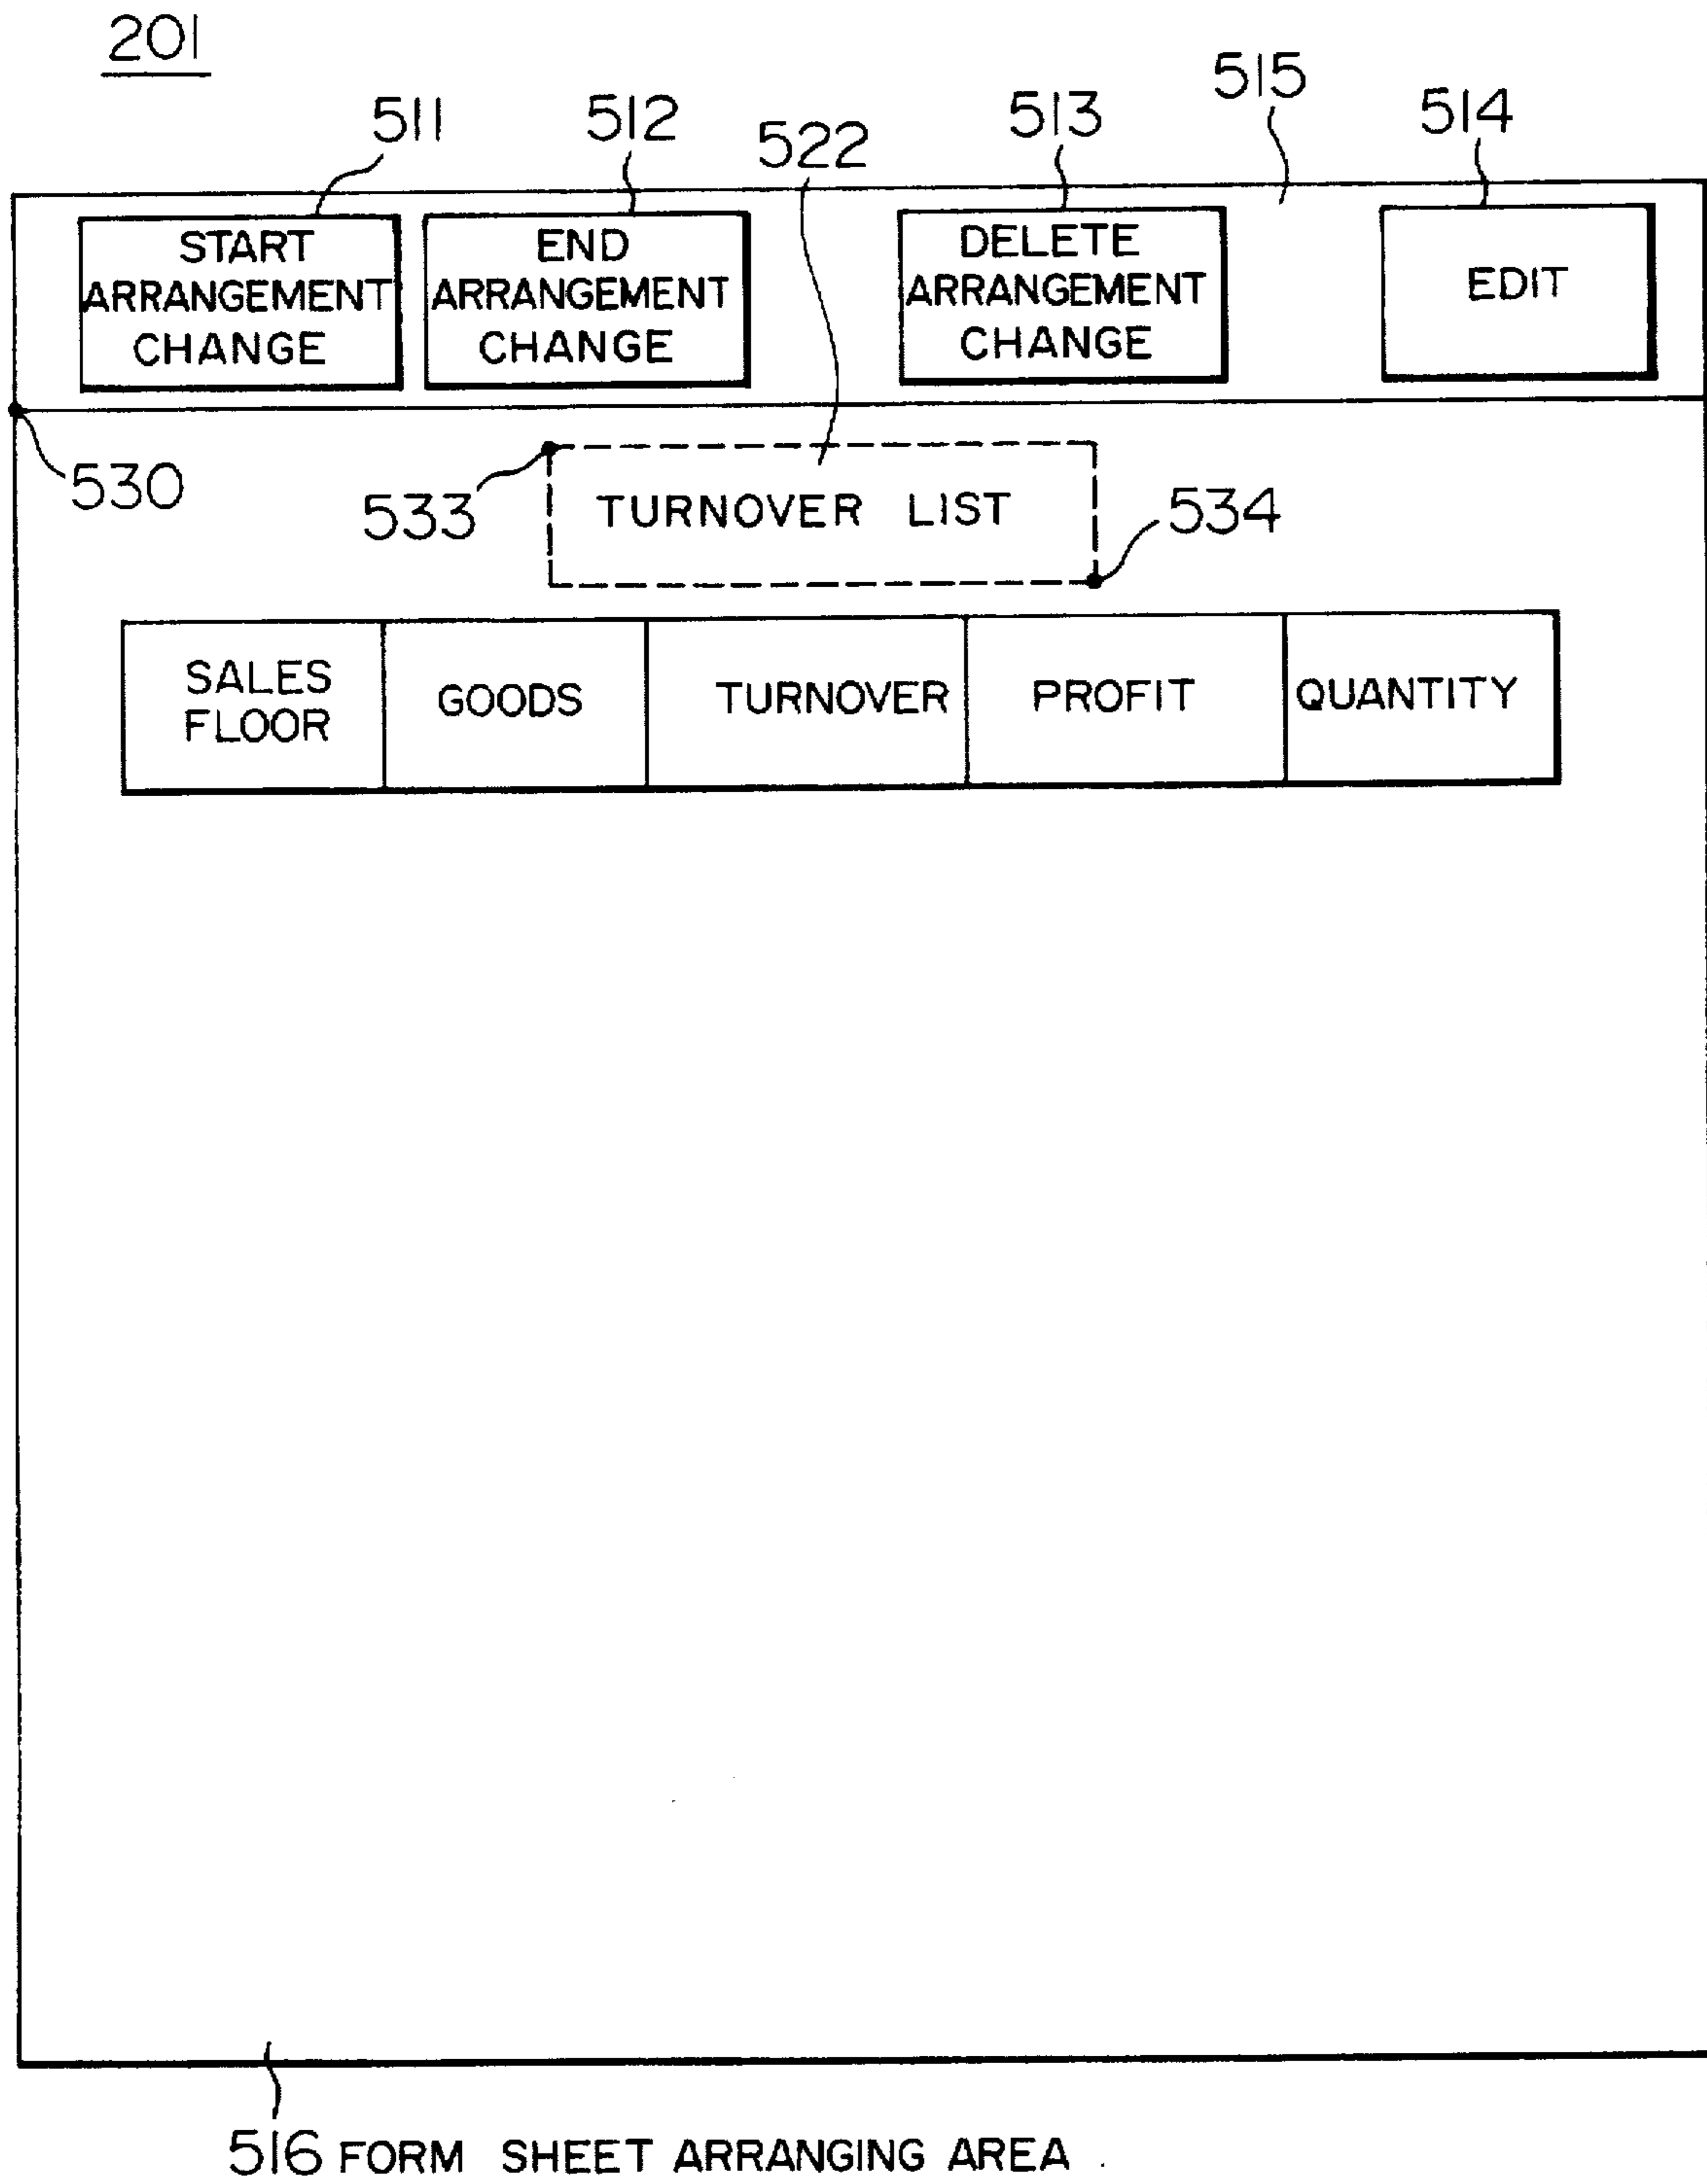 201
511
512
522
513
515
514
START
ARRANGEMENT
CHANGE
END
ARRANGEMENT
CHANGE
DELETE
ARRANGEMENT
CHANGE
EDIT
530
533
TURNOVER LIST
534
SALES
FLOOR
GOODS
TURNOVER
PROFIT
QUANTITY
516 FORM SHEET ARRANGING AREA